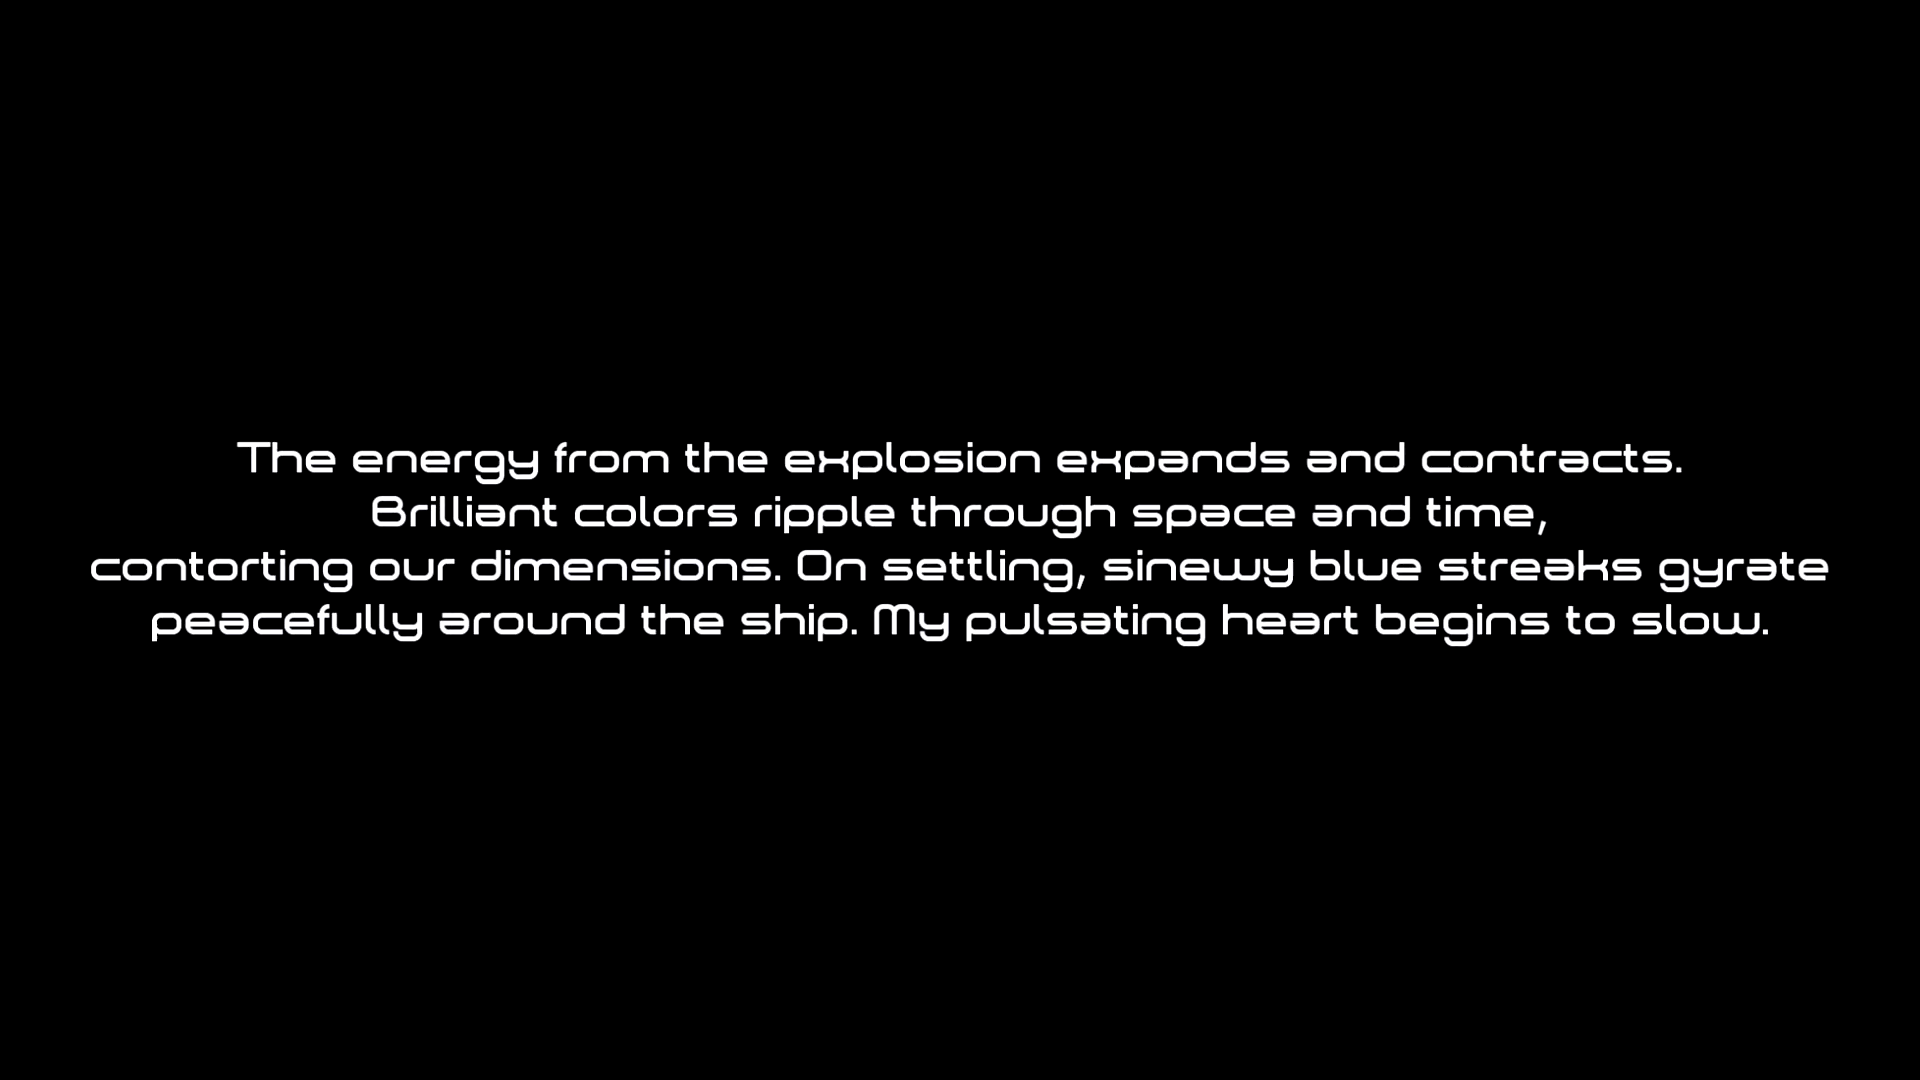 The energy from the explosion expands and contracts.
Brilliant colors ripple through space and time,
contorting our dimensions. On settling, sinewy blue streaks gyrate
peacefully around the ship. My pulsating heart begins to slow.